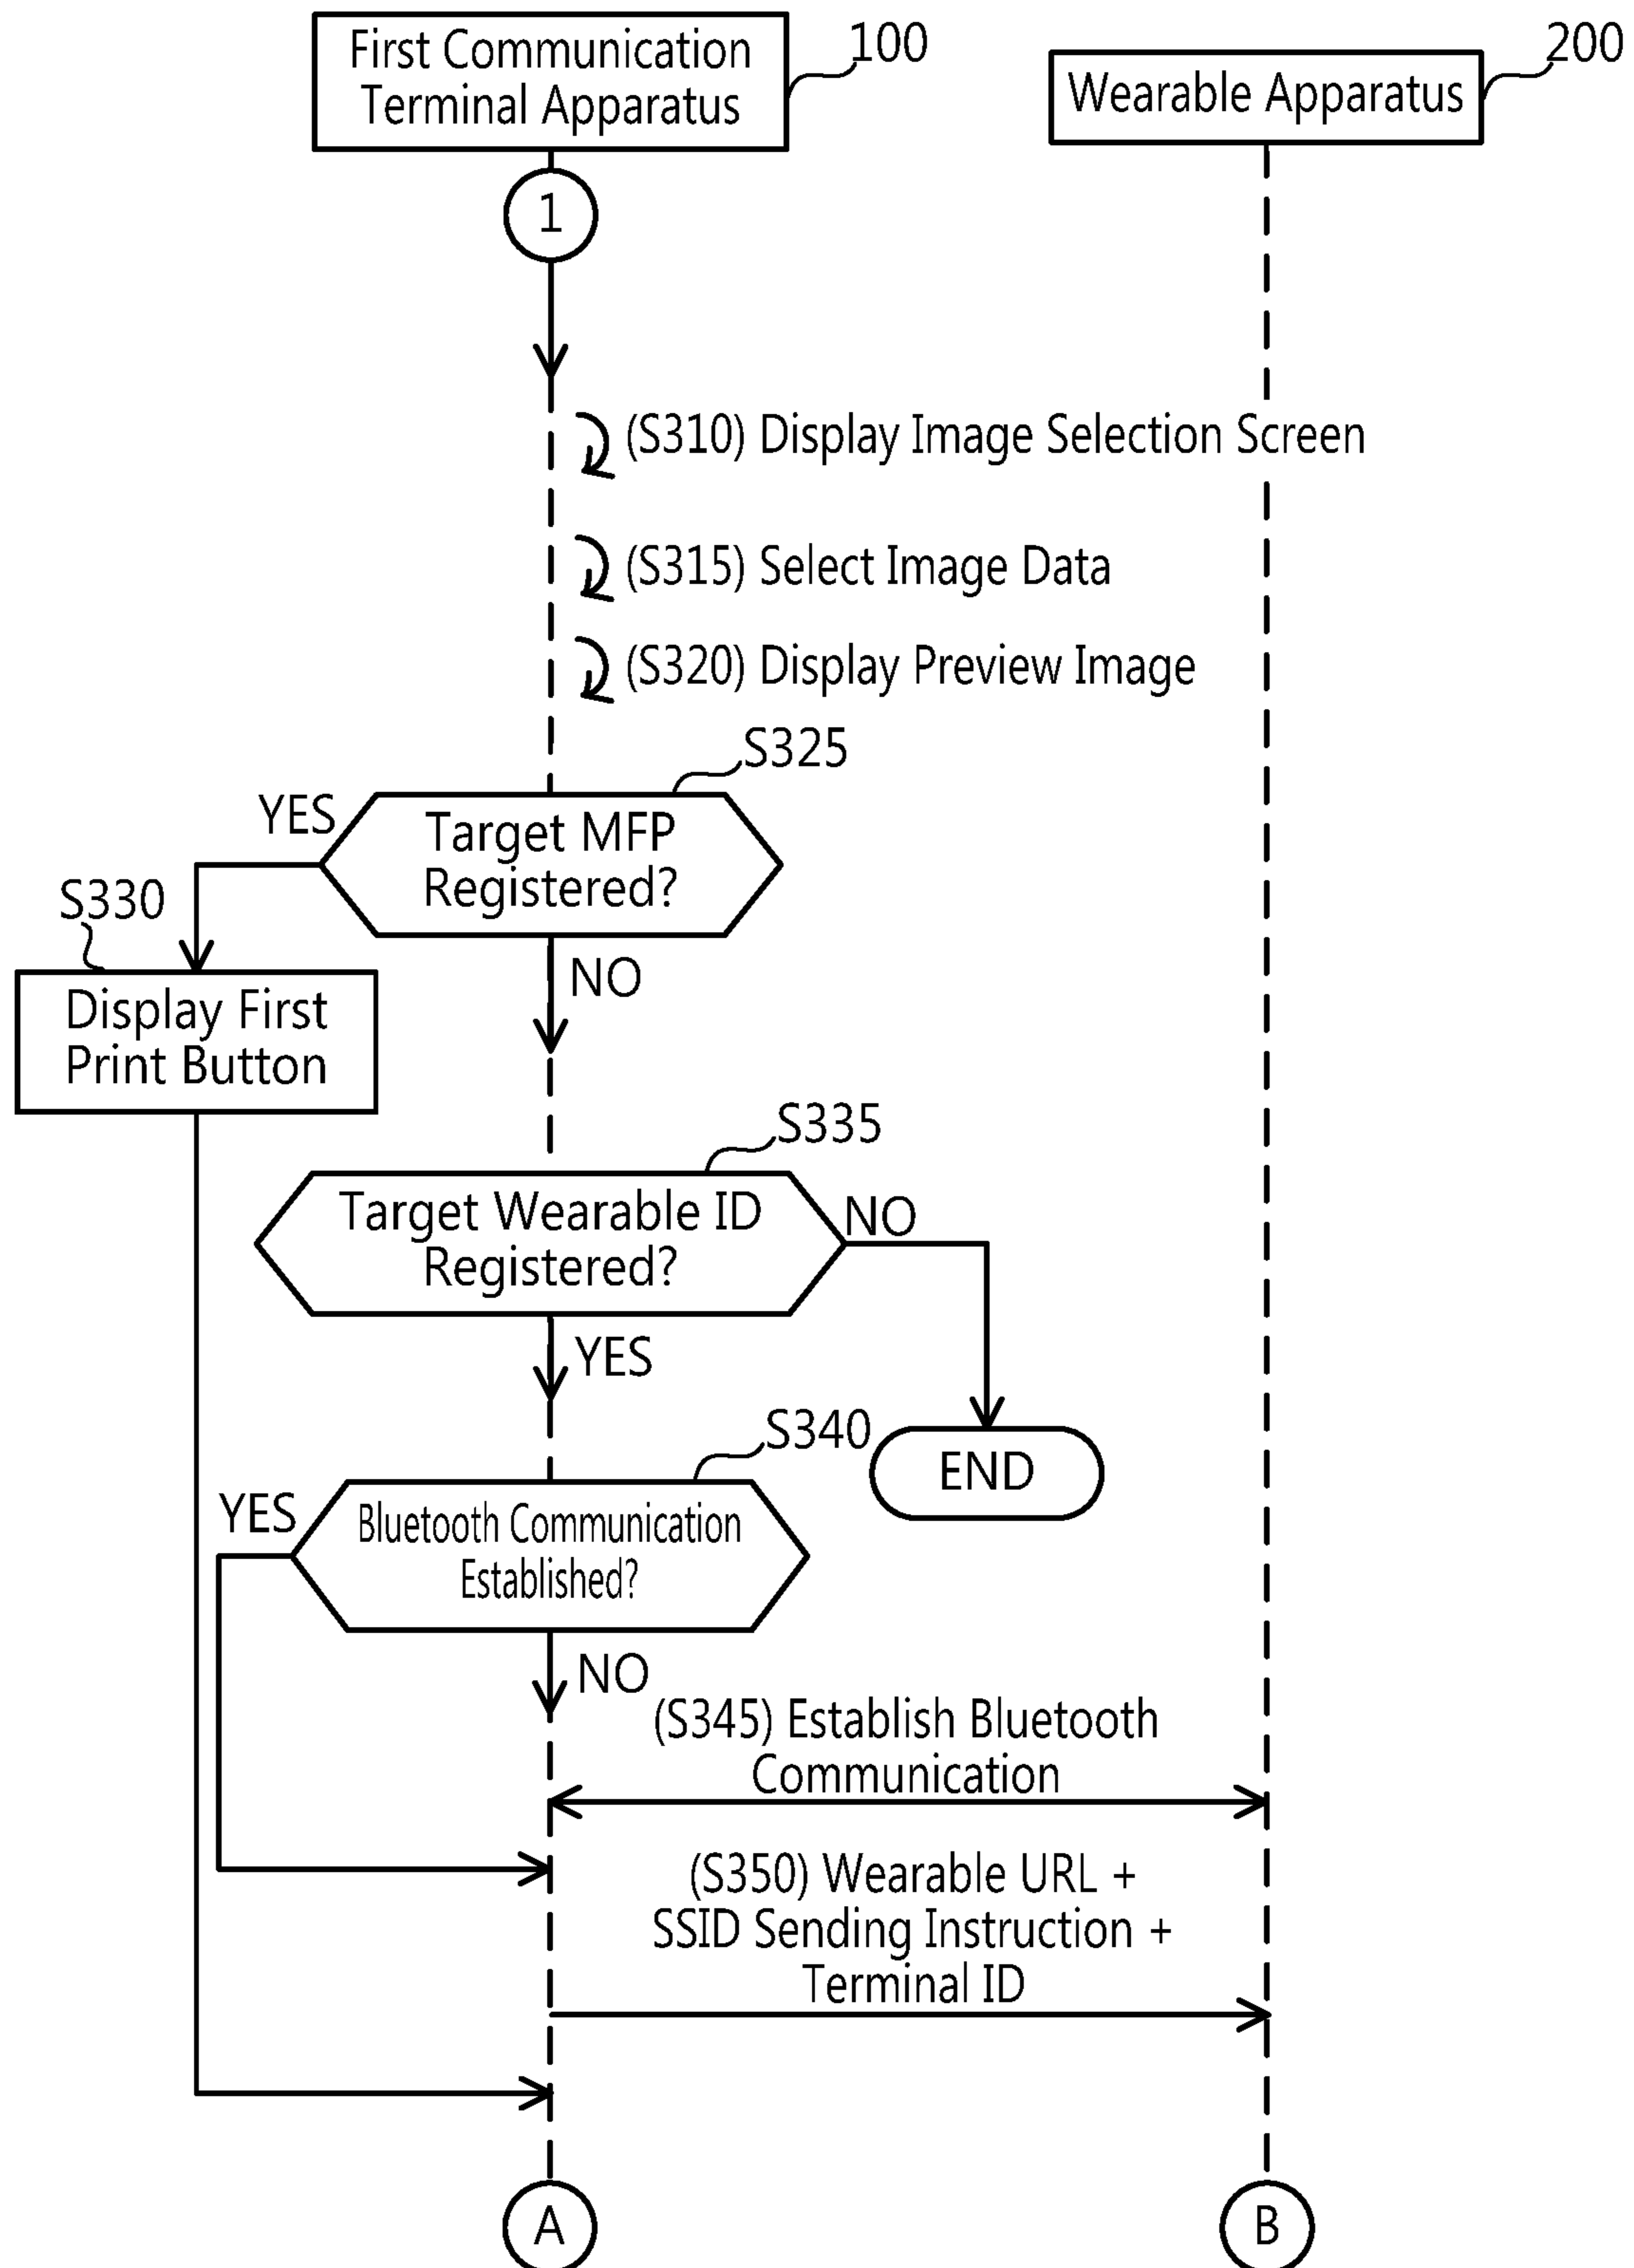 First Communication
Terminal Apparatus
100
Wearable Apparatus
200
1
(S310) Display Image Selection Screen
(S315) Select Image Data
(S320) Display Preview Image
S325
YES
Target MFP
Registered?
S330
NO
Display First
Print Button
S335
Target Wearable ID
Registered?
NO
YES
S340
END
YES
Bluetooth Communication
Established?
NO
(S345) Establish Bluetooth
Communication
(S350) Wearable URL +
SSID Sending Instruction +
Terminal ID
A
B